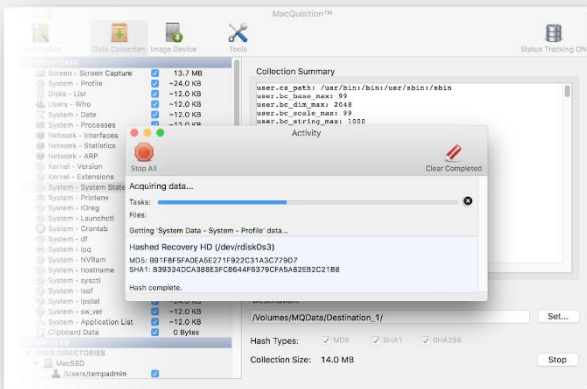 MacQuisition™
Data Collection
Image Device
Tools
Status Tracking ON
Screen - Screen Capture 13.7 MB
System - Profile ~24.0 KB
Disks - List ~12.0 KB
Users - Who ~12.0 KB
System - Date ~12.0 KB
System - Processes ~12.0 KB
Network - Interfaces
Network - Statistics
Network - ARP
Kernel - Version
Kernel - Extensions
System - System State
System - Printenv
System - IOreg
System - Launchctl
System - Crontab
System - df
System - lpq
System - NVRam
System - hostname
System - sysctl
System - lsof
System - ipstat ~24.0 KB
System - sw_ver ~12.0 KB
System - Application List ~12.0 KB
Clipboard Data 0 Bytes
USER DIRECTORIES
MacSSD
/Users/tempadmin
Collection Summary
user.cs_path: /usr/bin:/bin:/usr/sbin:/sbin
user.bc_base_max: 99
user.bc_dim_max: 2048
user.bc_scale_max: 99
user.bc_string_max: 1000
Activity
Stop All
Clear Completed
Acquiring data...
Tasks:
Files:
Getting 'System Data - System - Profile' data...
Hashed Recovery HD (/dev/rdisk0s3)
MD5: B91F8F5FA0EA5E271F922C31A3C779D7
SHA1: 839334DCA388E3FC8644F6379CFA5A82EB2C21B8
Hash complete.
Destination:
/Volumes/MQData/Destination_1/
Set...
Hash Types: MD5 SHA1 SHA256
Collection Size: 14.0 MB
Stop